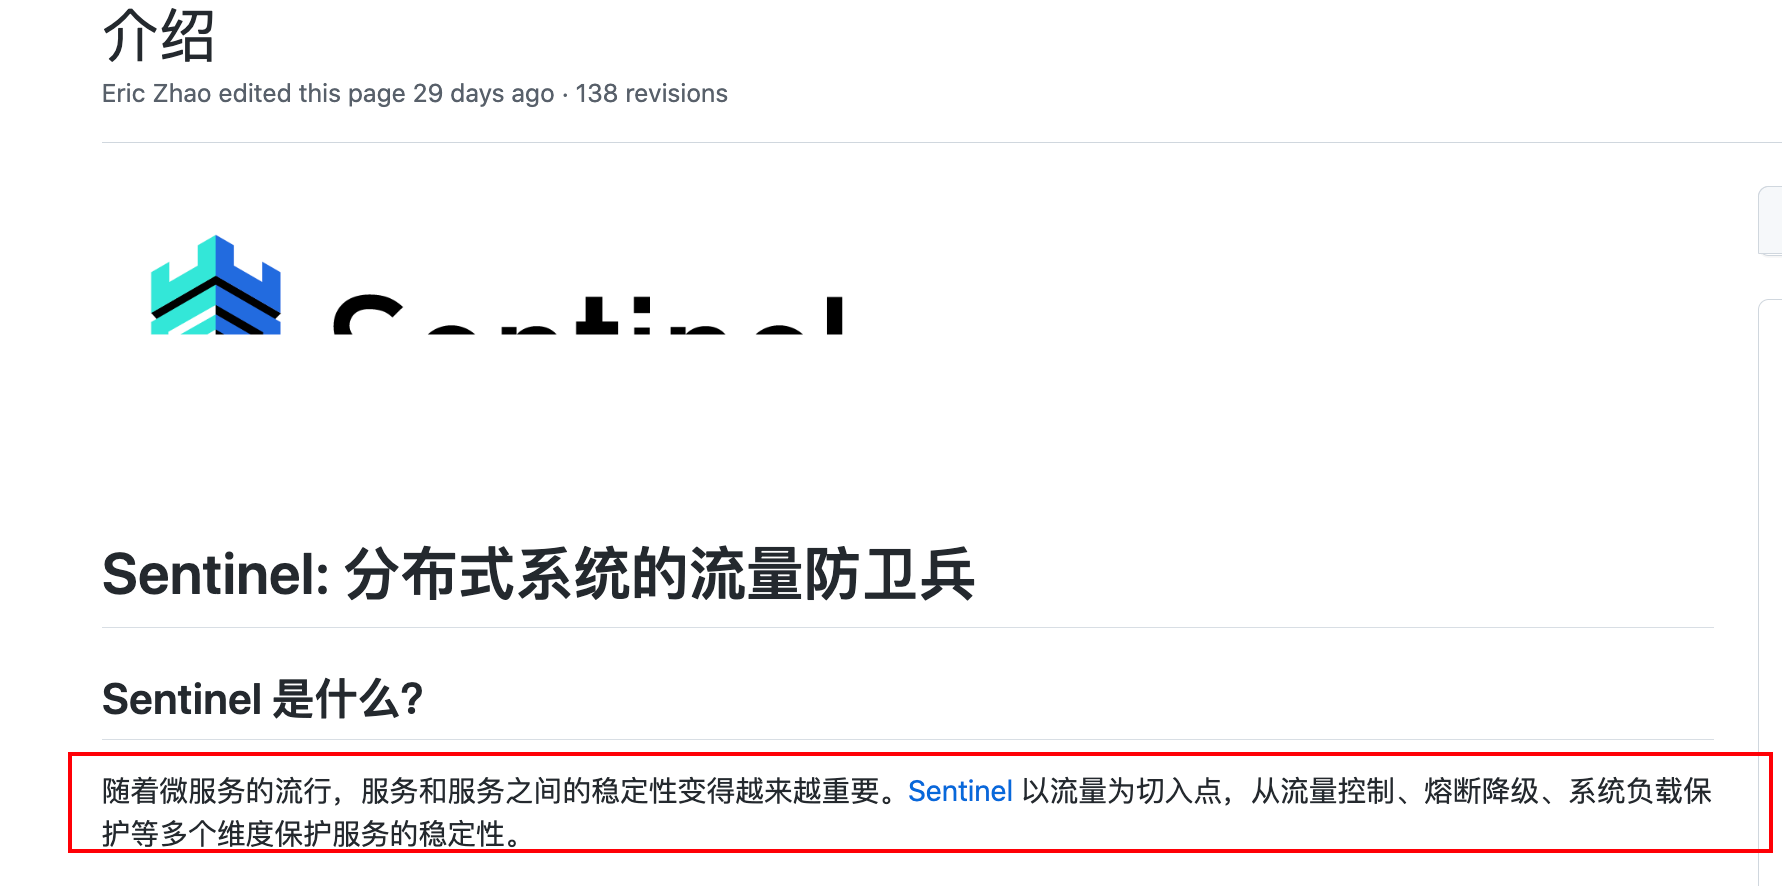 介绍
Eric Zhao edited this page 29 days ago · 138 revisions
Sentinel
Sentinel: 分布式系统的流量防卫兵
Sentinel 是什么?
随着微服务的流行，服务和服务之间的稳定性变得越来越重要。Sentinel 以流量为切入点，从流量控制、熔断降级、系统负载保
护等多个维度保护服务的稳定性。